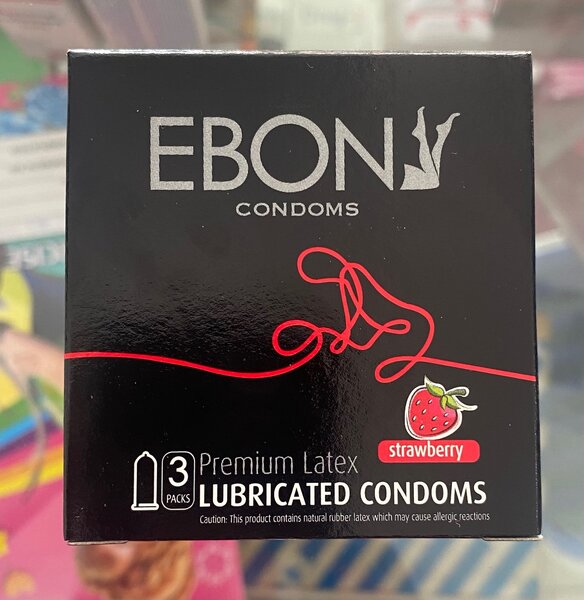 EBONY
CONDOMS
strawberry
3
PACKS
Premium Latex
LUBRICATED CONDOMS
Caution: This product contains natural rubber latex which may cause allergic reactions